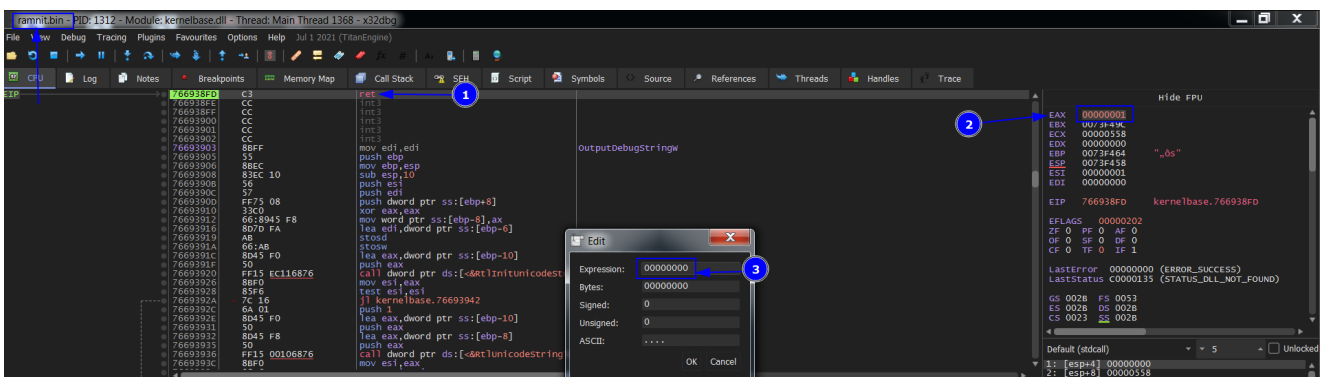 ramnit.bin - PID: 1312 - Module: kernelbase.dll - Thread: Main Thread 1368 - x32dbg
File View Debug Tracing Plugins Favourites Options Help Jul 1 2021 (TitanEngine)
CPU Log Notes Breakpoints Memory Map Call Stack SEH Script Symbols Source References Threads Handles Trace
EIP 766938FD C3 ret 1
766938FE CC int3
766938FF CC int3
76693900 CC int3
76693901 CC int3
76693902 CC int3
76693903 8BFF mov edi,edi OutputDebugStringW
76693905 55 push ebp
76693906 8BEC mov ebp,esp
76693908 83EC 10 sub esp,10
7669390B 56 push esi
7669390C 57 push edi
7669390D FF75 08 push dword ptr ss:[ebp+8]
76693910 33C0 xor eax,eax
76693912 66:8945 F8 mov word ptr ss:[ebp-8],ax
76693916 8D7D FA lea edi,dword ptr ss:[ebp-6]
76693919 AB stosd
7669391A 66:AB stosw
7669391C 8D45 F0 lea eax,dword ptr ss:[ebp-10]
7669391F 50 push eax
76693920 FF15 EC116876 call dword ptr ds:[<&RtlInitUnicodeSt
76693926 8BF0 mov esi,eax
76693928 85F6 test esi,esi
7669392A 7C 16 jl kernelbase.76693942
7669392C 6A 01 push 1
7669392E 8D45 F0 lea eax,dword ptr ss:[ebp-10]
76693931 50 push eax
76693932 8D45 F8 lea eax,dword ptr ss:[ebp-8]
76693935 50 push eax
76693936 FF15 00106876 call dword ptr ds:[<&RtlUnicodeString
7669393C 8BF0 mov esi,eax
Edit
Expression: 00000000 3
Bytes: 00000000
Signed: 0
Unsigned: 0
ASCII: ....
OK Cancel
Hide FPU
2 EAX 00000001
EBX 0073F49C
ECX 00000558
EDX 00000000
EBP 0073F464 "„ôs"
ESP 0073F458
ESI 00000001
EDI 00000000
EIP 766938FD kernelbase.766938FD
EFLAGS 00000202
ZF 0 PF 0 AF 0
OF 0 SF 0 DF 0
CF 0 TF 0 IF 1
LastError 00000000 (ERROR_SUCCESS)
LastStatus C0000135 (STATUS_DLL_NOT_FOUND)
GS 002B FS 0053
ES 002B DS 002B
CS 0023 SS 002B
Default (stdcall) 5 Unlocked
1: [esp+4] 00000000
2: [esp+8] 00000558